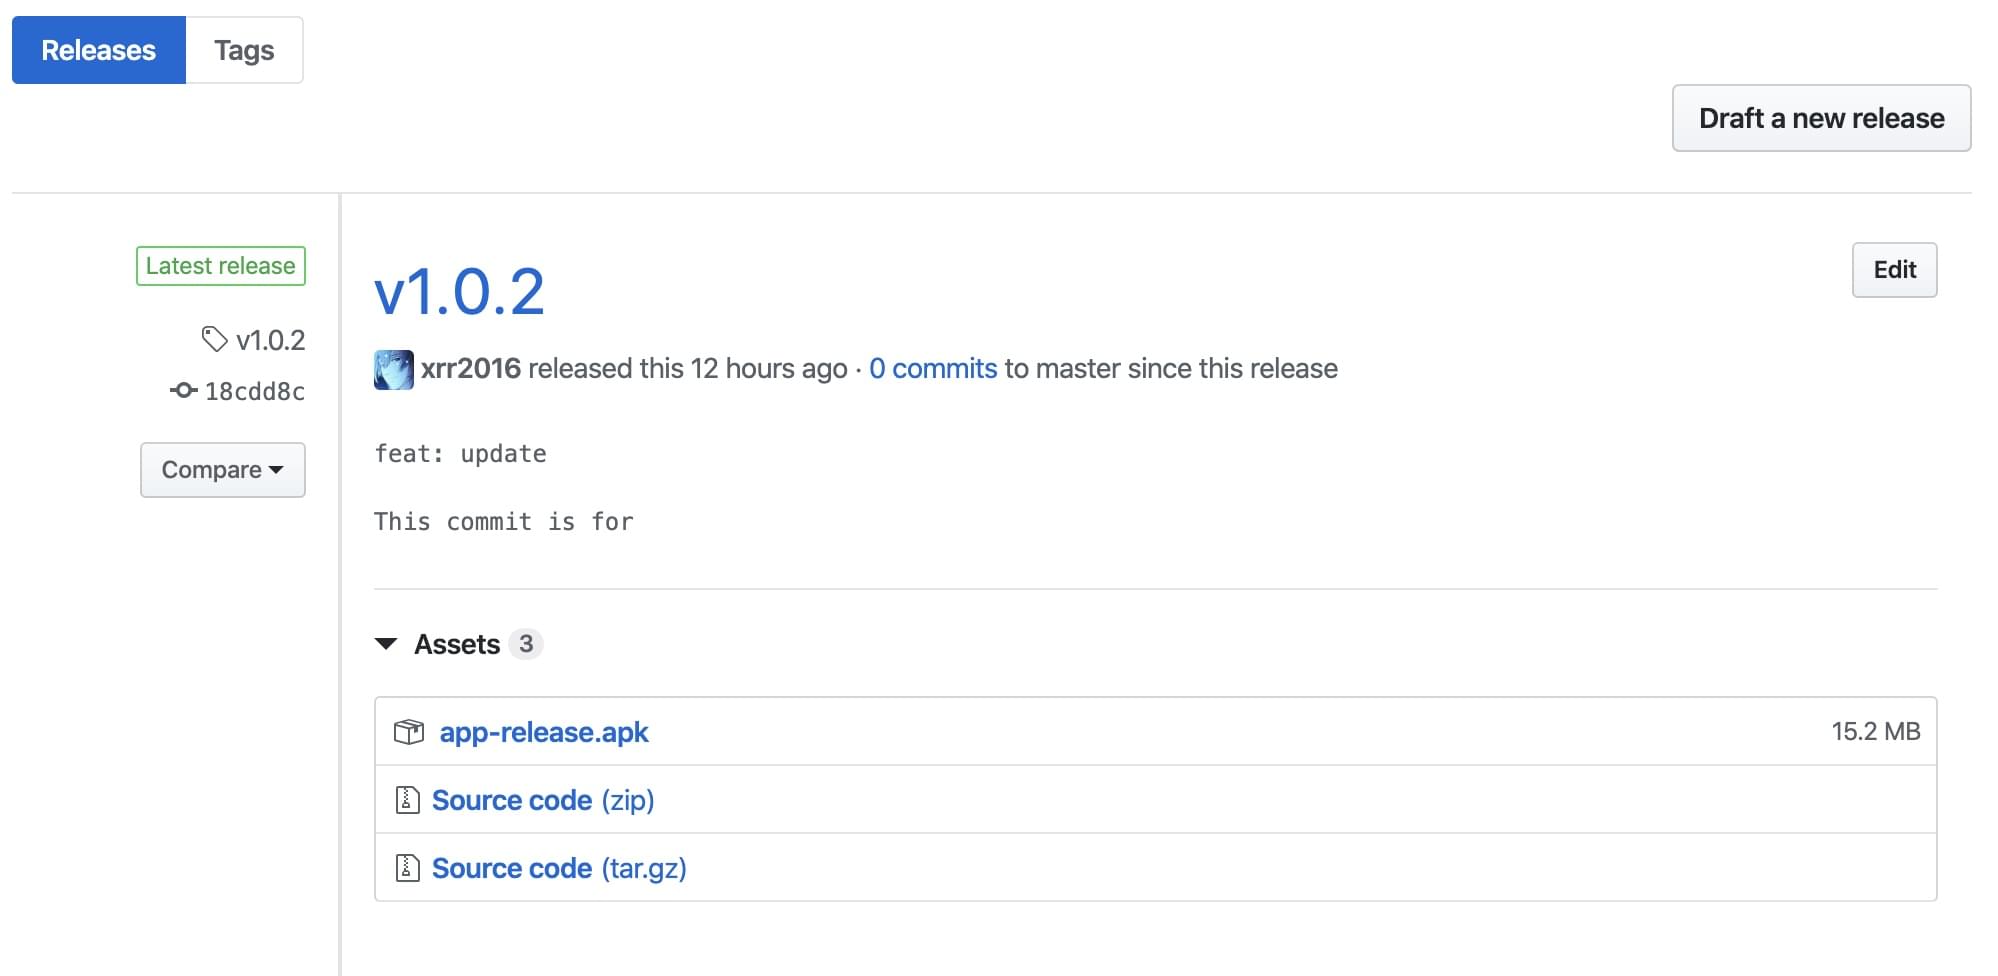 Releases Tags
Draft a new release
Latest release
v1.0.2
18cdd8c
Compare
v1.0.2
Edit
xrr2016 released this 12 hours ago · 0 commits to master since this release
feat: update
This commit is for
Assets 3
app-release.apk 15.2 MB
Source code (zip)
Source code (tar.gz)